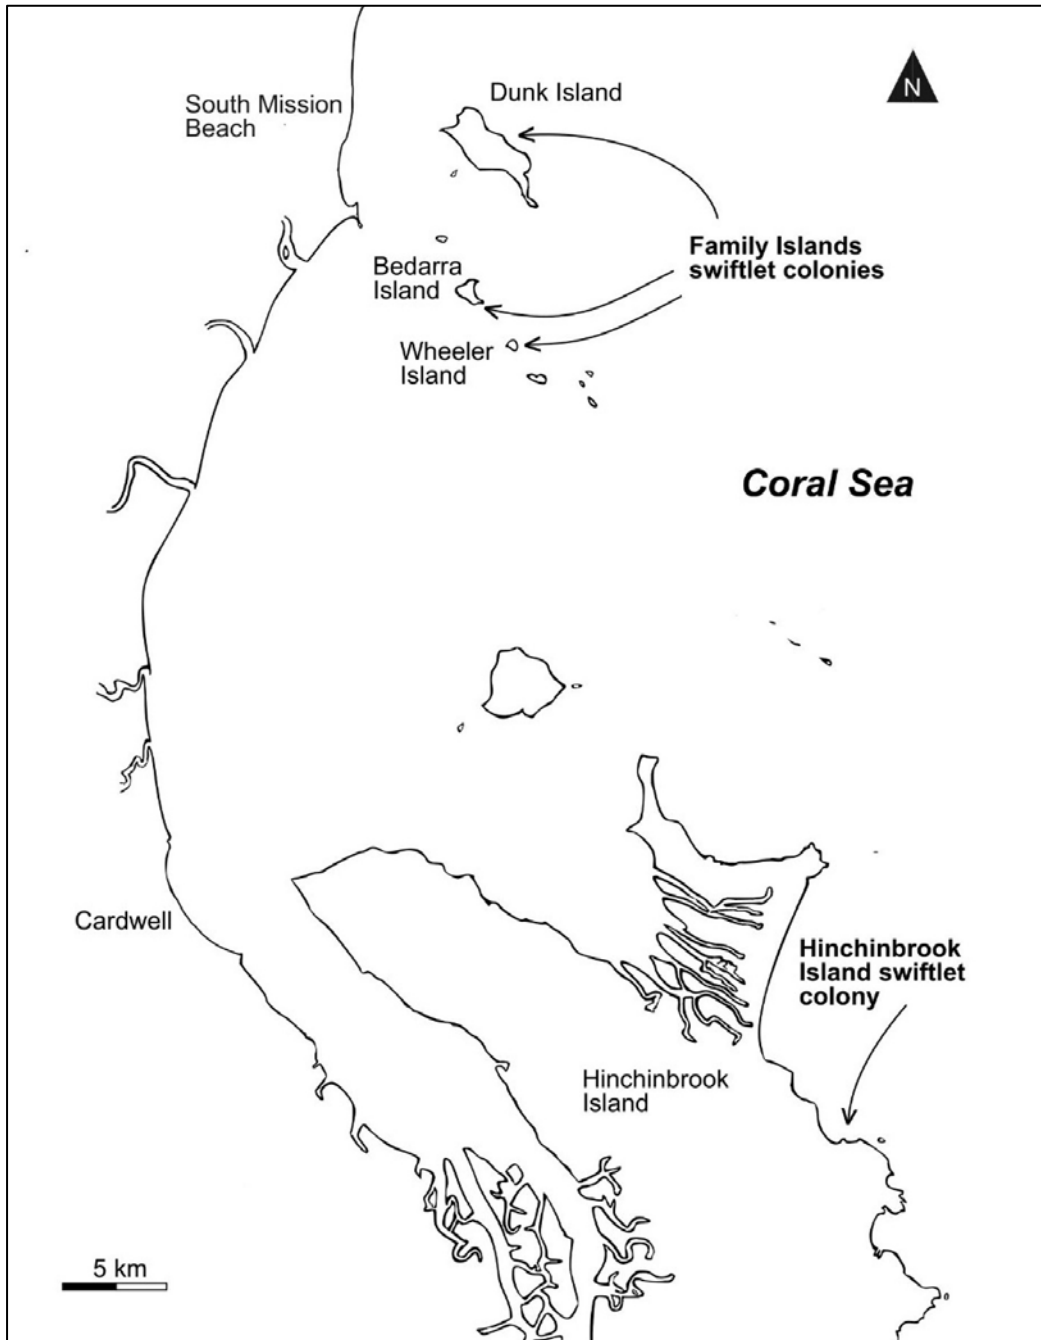 N
Dunk Island
South Mission
Beach
Family Islands
swiftlet colonies
Bedarra
Island
Wheeler
Island
Coral Sea
Cardwell
Hinchinbrook
Island swiftlet
colony
Hinchinbrook
Island
5 km